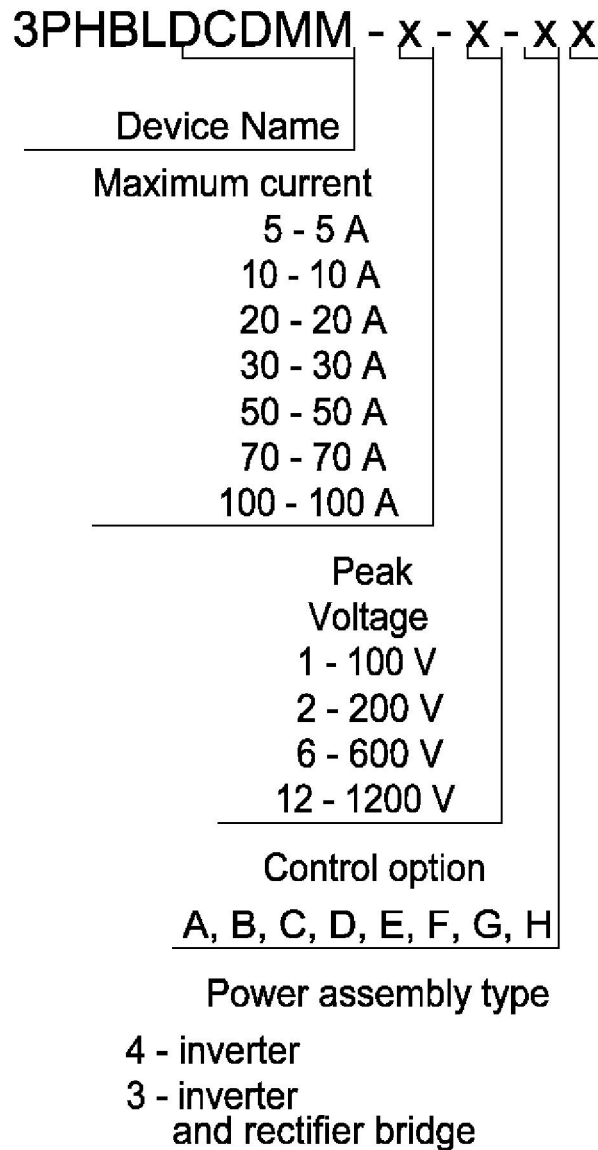 3PHBLDCDMM - x - x - x x
Device Name
Maximum current
5 - 5 A
10 - 10 A
20 - 20 A
30 - 30 A
50 - 50 A
70 - 70 A
100 - 100 A
Peak
Voltage
1 - 100 V
2 - 200 V
6 - 600 V
12 - 1200 V
Control option
A, B, C, D, E, F, G, H
Power assembly type
4 - inverter
3 - inverter
and rectifier bridge